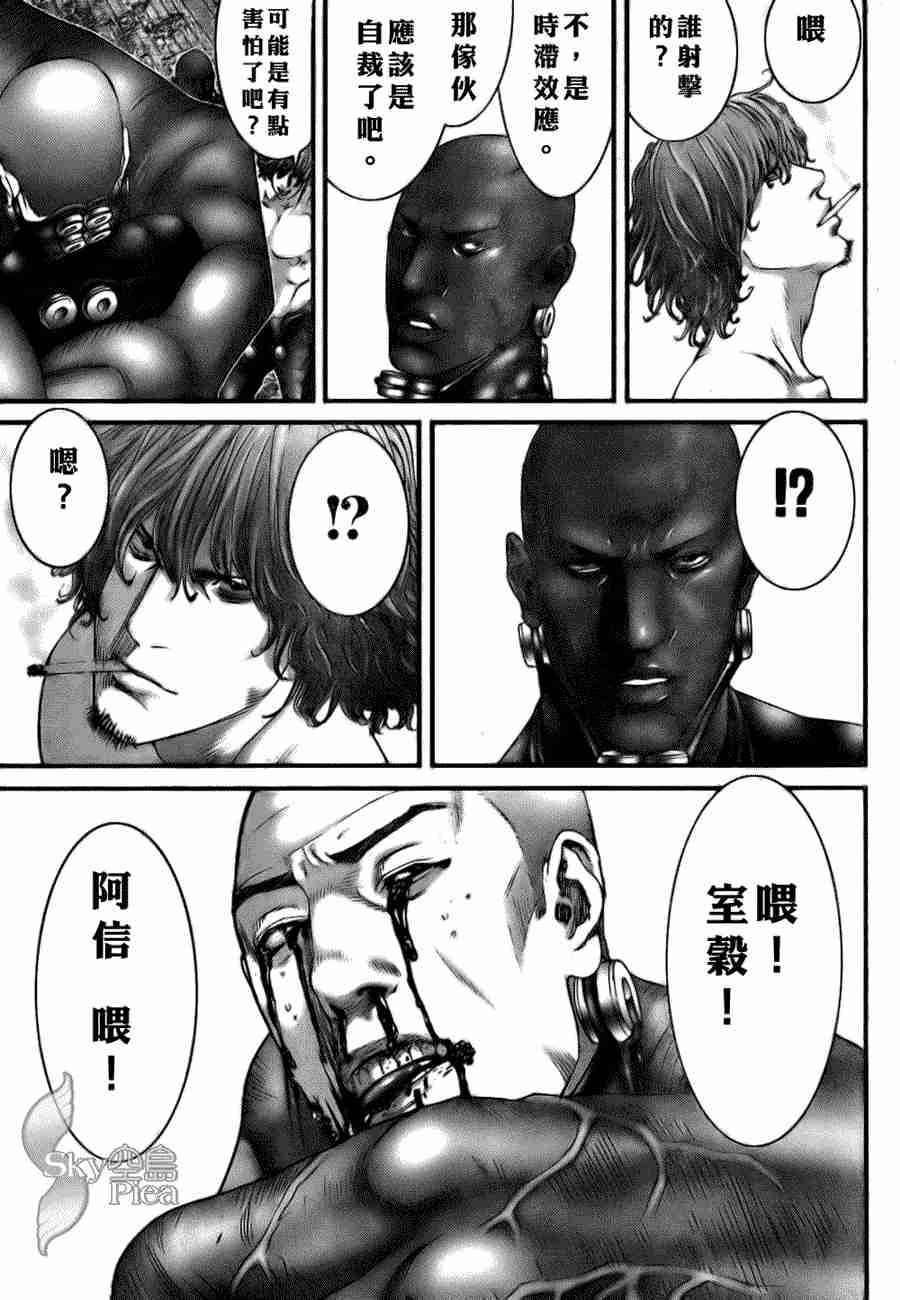 喂
誰射擊
的？
不，是
時滯效應。
那傢伙
應該是
自裁了吧。
可能是有點
害怕了吧？
!?
!?
嗯？
喂！
室穀！
阿信 喂！
Sky空島
Piea